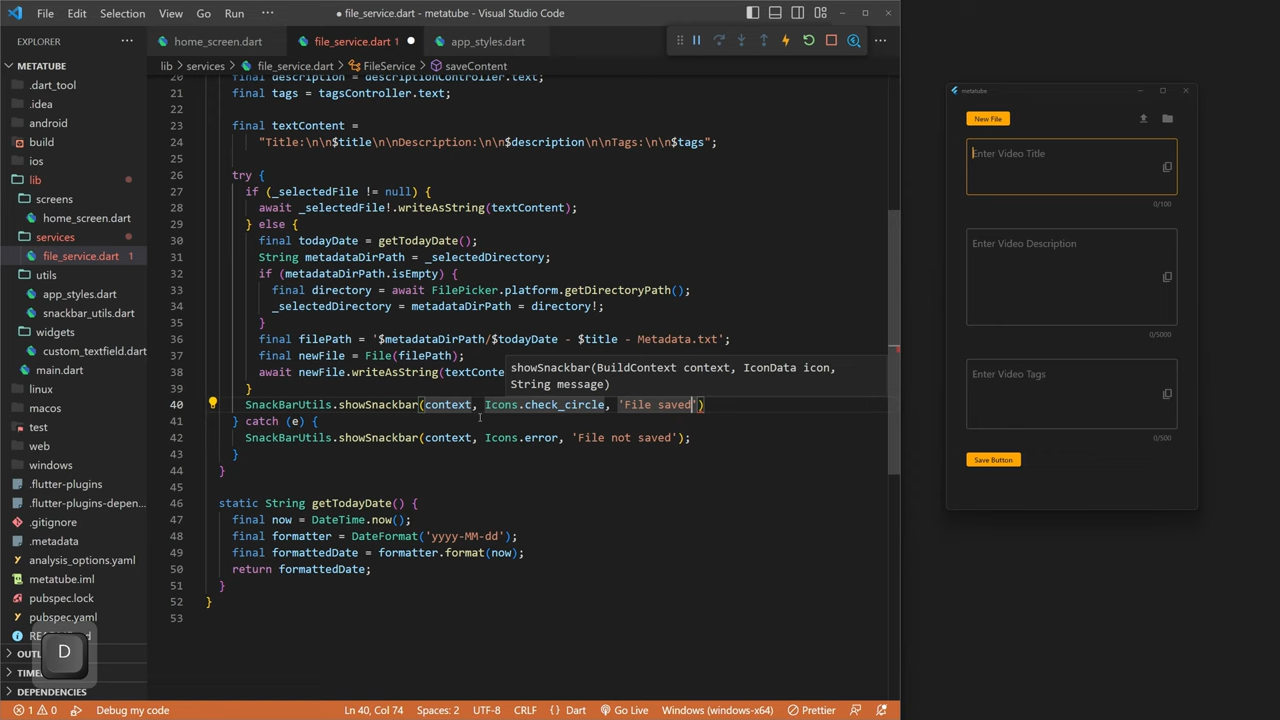 File Edit Selection View Go Run ··· ● file_service.dart - metatube - Visual Studio Code
EXPLORER ···
home_screen.dart file_service.dart 1 ● app_styles.dart
METATUBE
lib > services > file_service.dart > FileService > saveContent
.dart_tool
.idea
android
build
ios
lib
screens
home_screen.dart
services
file_service.dart 1
utils
app_styles.dart
snackbar_utils.dart
widgets
custom_textfield.dart
main.dart
linux
macos
test
web
windows
.flutter-plugins
.flutter-plugins-depen...
.gitignore
.metadata
analysis_options.yaml
metatube.iml
pubspec.lock
pubspec.yaml
OUTL
TIME
DEPENDENCIES
D
20 final description = descriptionController.text;
21 final tags = tagsController.text;
22
23 final textContent =
24 "Title:\n\n$title\n\nDescription:\n\n$description\n\nTags:\n\n$tags";
25
26 try {
27 if (_selectedFile != null) {
28 await _selectedFile!.writeAsString(textContent);
29 } else {
30 final todayDate = getTodayDate();
31 String metadataDirPath = _selectedDirectory;
32 if (metadataDirPath.isEmpty) {
33 final directory = await FilePicker.platform.getDirectoryPath();
34 _selectedDirectory = metadataDirPath = directory!;
35 }
36 final filePath = '$metadataDirPath/$todayDate - $title - Metadata.txt';
37 final newFile = File(filePath);
38 await newFile.writeAsString(textConte
39 }
40 SnackBarUtils.showSnackbar(context, Icons.check_circle, 'File saved')
41 } catch (e) {
42 SnackBarUtils.showSnackbar(context, Icons.error, 'File not saved');
43 }
44 }
45
46 static String getTodayDate() {
47 final now = DateTime.now();
48 final formatter = DateFormat('yyyy-MM-dd');
49 final formattedDate = formatter.format(now);
50 return formattedDate;
51 }
52 }
53
showSnackbar(BuildContext context, IconData icon,
String message)
1 0 Debug my code Ln 40, Col 74 Spaces: 2 UTF-8 CRLF {} Dart Go Live Windows (windows-x64) Prettier
metatube
New File
Enter Video Title
0/100
Enter Video Description
0/5000
Enter Video Tags
0/500
Save Button